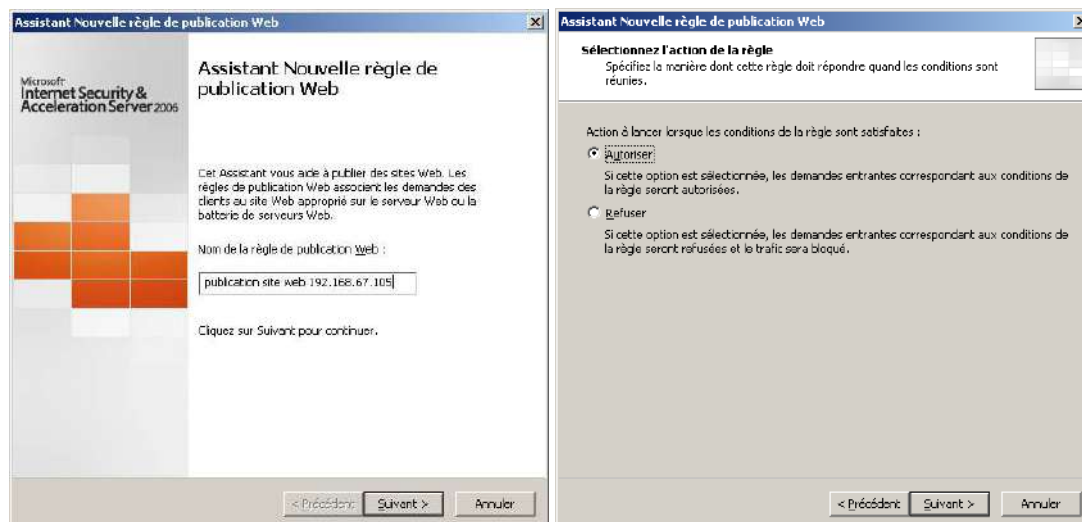 Assistant Nouvelle règle de publication Web
Microsoft
Internet Security &
Acceleration Server 2006
Assistant Nouvelle règle de
publication Web
Cet Assistant vous aide à publier des sites Web. Les
règles de publication Web associent les demandes des
clients au site Web approprié sur le serveur Web ou la
batterie de serveurs Web.
Nom de la règle de publication Web :
publication site web 192.168.67.105
Cliquez sur Suivant pour continuer.
< Précédent
Suivant >
Annuler
Assistant Nouvelle règle de publication Web
Sélectionnez l'action de la règle
Spécifiez la manière dont cette règle doit répondre quand les conditions sont
réunies.
Action à lancer lorsque les conditions de la règle sont satisfaites :
Autoriser
Si cette option est sélectionnée, les demandes entrantes correspondant aux conditions de
la règle seront autorisées.
Refuser
Si cette option est sélectionnée, les demandes entrantes correspondant aux conditions de
la règle seront refusées et le trafic sera bloqué.
< Précédent
Suivant >
Annuler